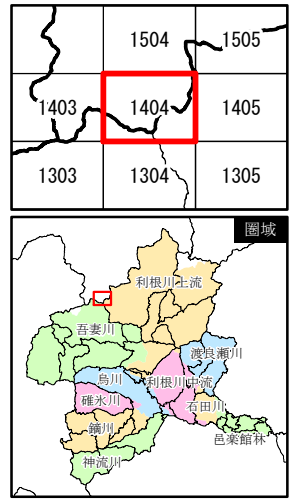 1504 1505
1403 1404 1405
1303 1304 1305
圏域
利根川上流
吾妻川
渡良瀬川
烏川 利根川中流
碓氷川
石田川
鏑川
邑楽館林
神流川